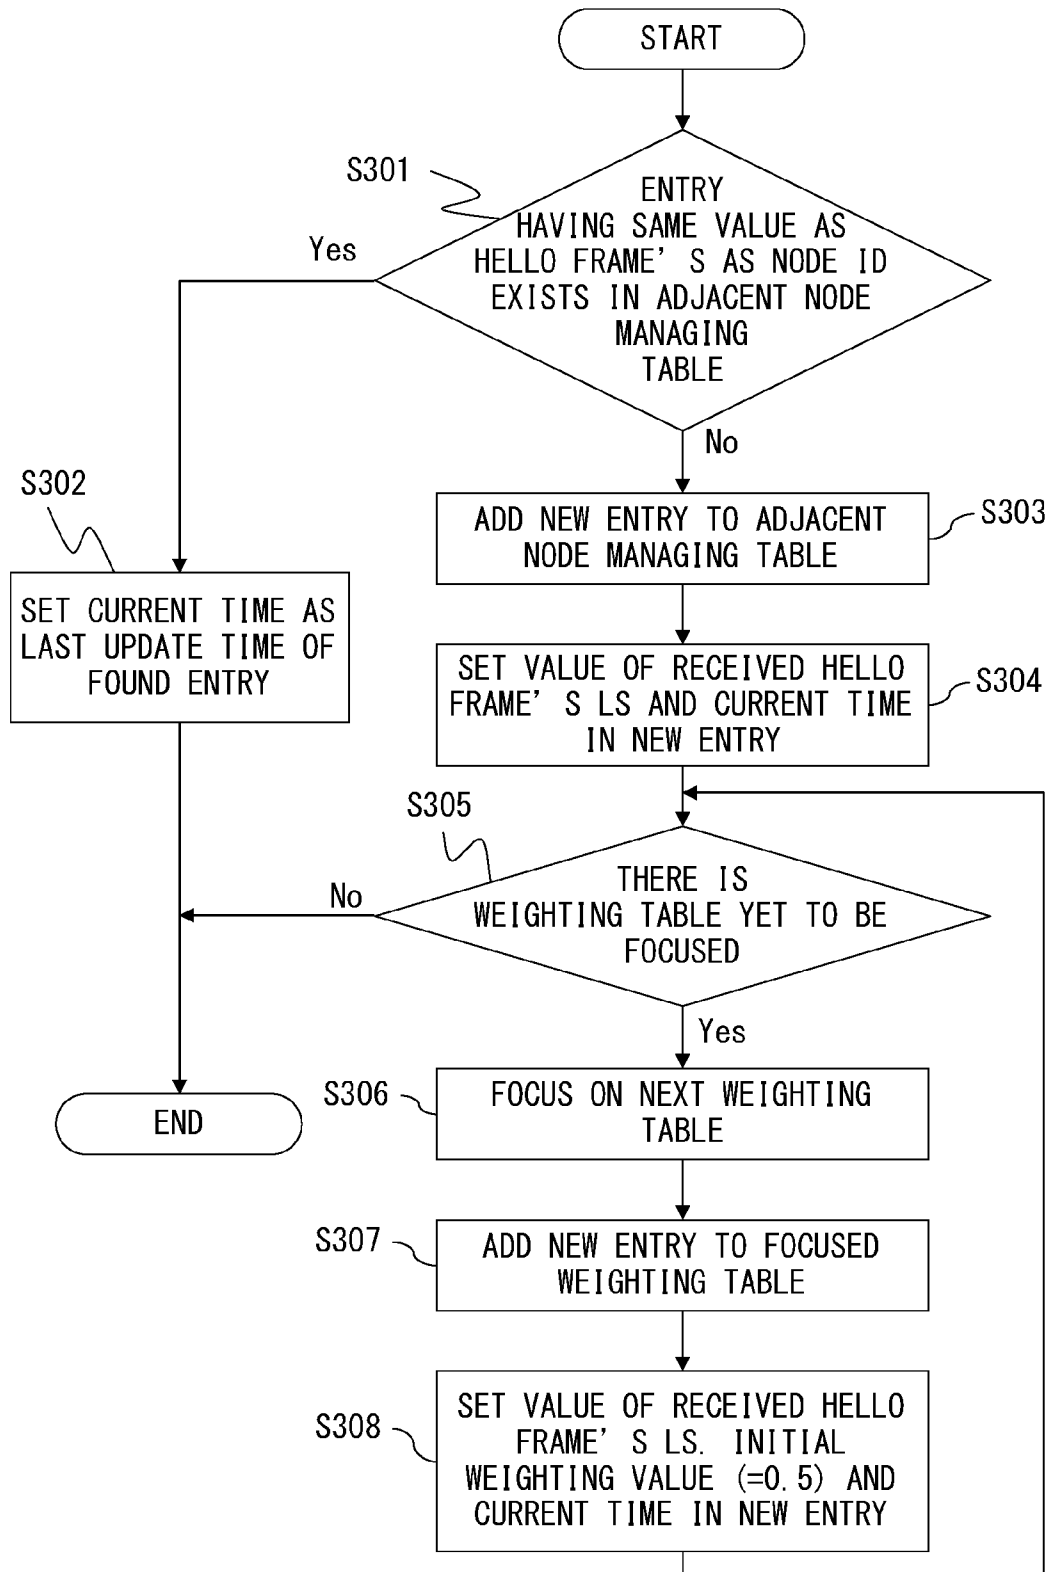 START
S301
ENTRY
HAVING SAME VALUE AS
HELLO FRAME' S AS NODE ID
EXISTS IN ADJACENT NODE
MANAGING
TABLE
Yes
No
S302
SET CURRENT TIME AS
LAST UPDATE TIME OF
FOUND ENTRY
S303
ADD NEW ENTRY TO ADJACENT
NODE MANAGING TABLE
S304
SET VALUE OF RECEIVED HELLO
FRAME' S LS AND CURRENT TIME
IN NEW ENTRY
S305
THERE IS
WEIGHTING TABLE YET TO BE
FOCUSED
No
Yes
END
S306
FOCUS ON NEXT WEIGHTING
TABLE
S307
ADD NEW ENTRY TO FOCUSED
WEIGHTING TABLE
S308
SET VALUE OF RECEIVED HELLO
FRAME' S LS. INITIAL
WEIGHTING VALUE (=0.5) AND
CURRENT TIME IN NEW ENTRY